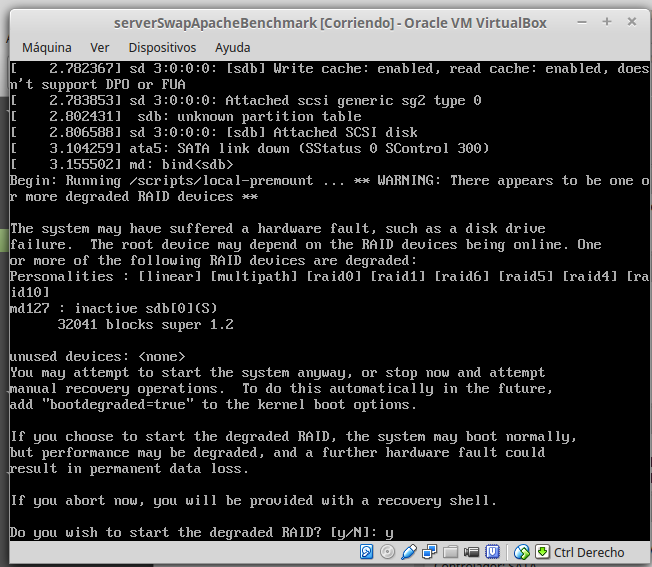 serverSwapApacheBenchmark [Corriendo] - Oracle VM VirtualBox
Máquina Ver Dispositivos Ayuda
[    2.782367] sd 3:0:0:0: [sdb] Write cache: enabled, read cache: enabled, does
n't support DPO or FUA
[    2.783853] sd 3:0:0:0: Attached scsi generic sg2 type 0
[    2.802431]  sdb: unknown partition table
[    2.806588] sd 3:0:0:0: [sdb] Attached SCSI disk
[    3.104259] ata5: SATA link down (SStatus 0 SControl 300)
[    3.155502] md: bind<sdb>
Begin: Running /scripts/local-premount ... ** WARNING: There appears to be one o
r more degraded RAID devices **
The system may have suffered a hardware fault, such as a disk drive
failure.  The root device may depend on the RAID devices being online. One
or more of the following RAID devices are degraded:
Personalities : [linear] [multipath] [raid0] [raid1] [raid6] [raid5] [raid4] [ra
id10]
md127 : inactive sdb[0](S)
      32041 blocks super 1.2
unused devices: <none>
You may attempt to start the system anyway, or stop now and attempt
manual recovery operations.  To do this automatically in the future,
add "bootdegraded=true" to the kernel boot options.
If you choose to start the degraded RAID, the system may boot normally,
but performance may be degraded, and a further hardware fault could
result in permanent data loss.
If you abort now, you will be provided with a recovery shell.
Do you wish to start the degraded RAID? [y/N]: y
Ctrl Derecho